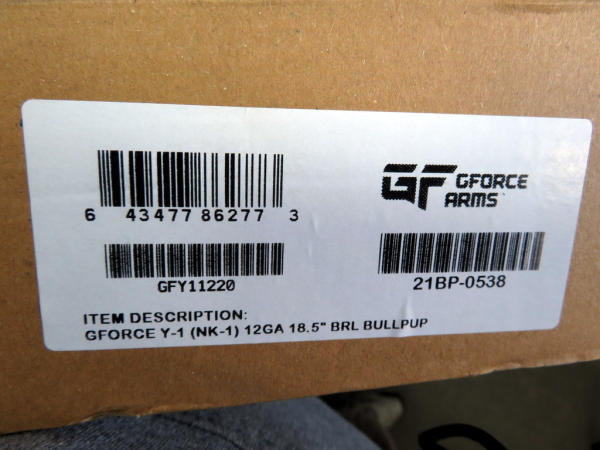 GF GFORCE
ARMS
6 43477 86277 3
GFY11220
21BP-0538
ITEM DESCRIPTION:
GFORCE Y-1 (NK-1) 12GA 18.5" BRL BULLPUP